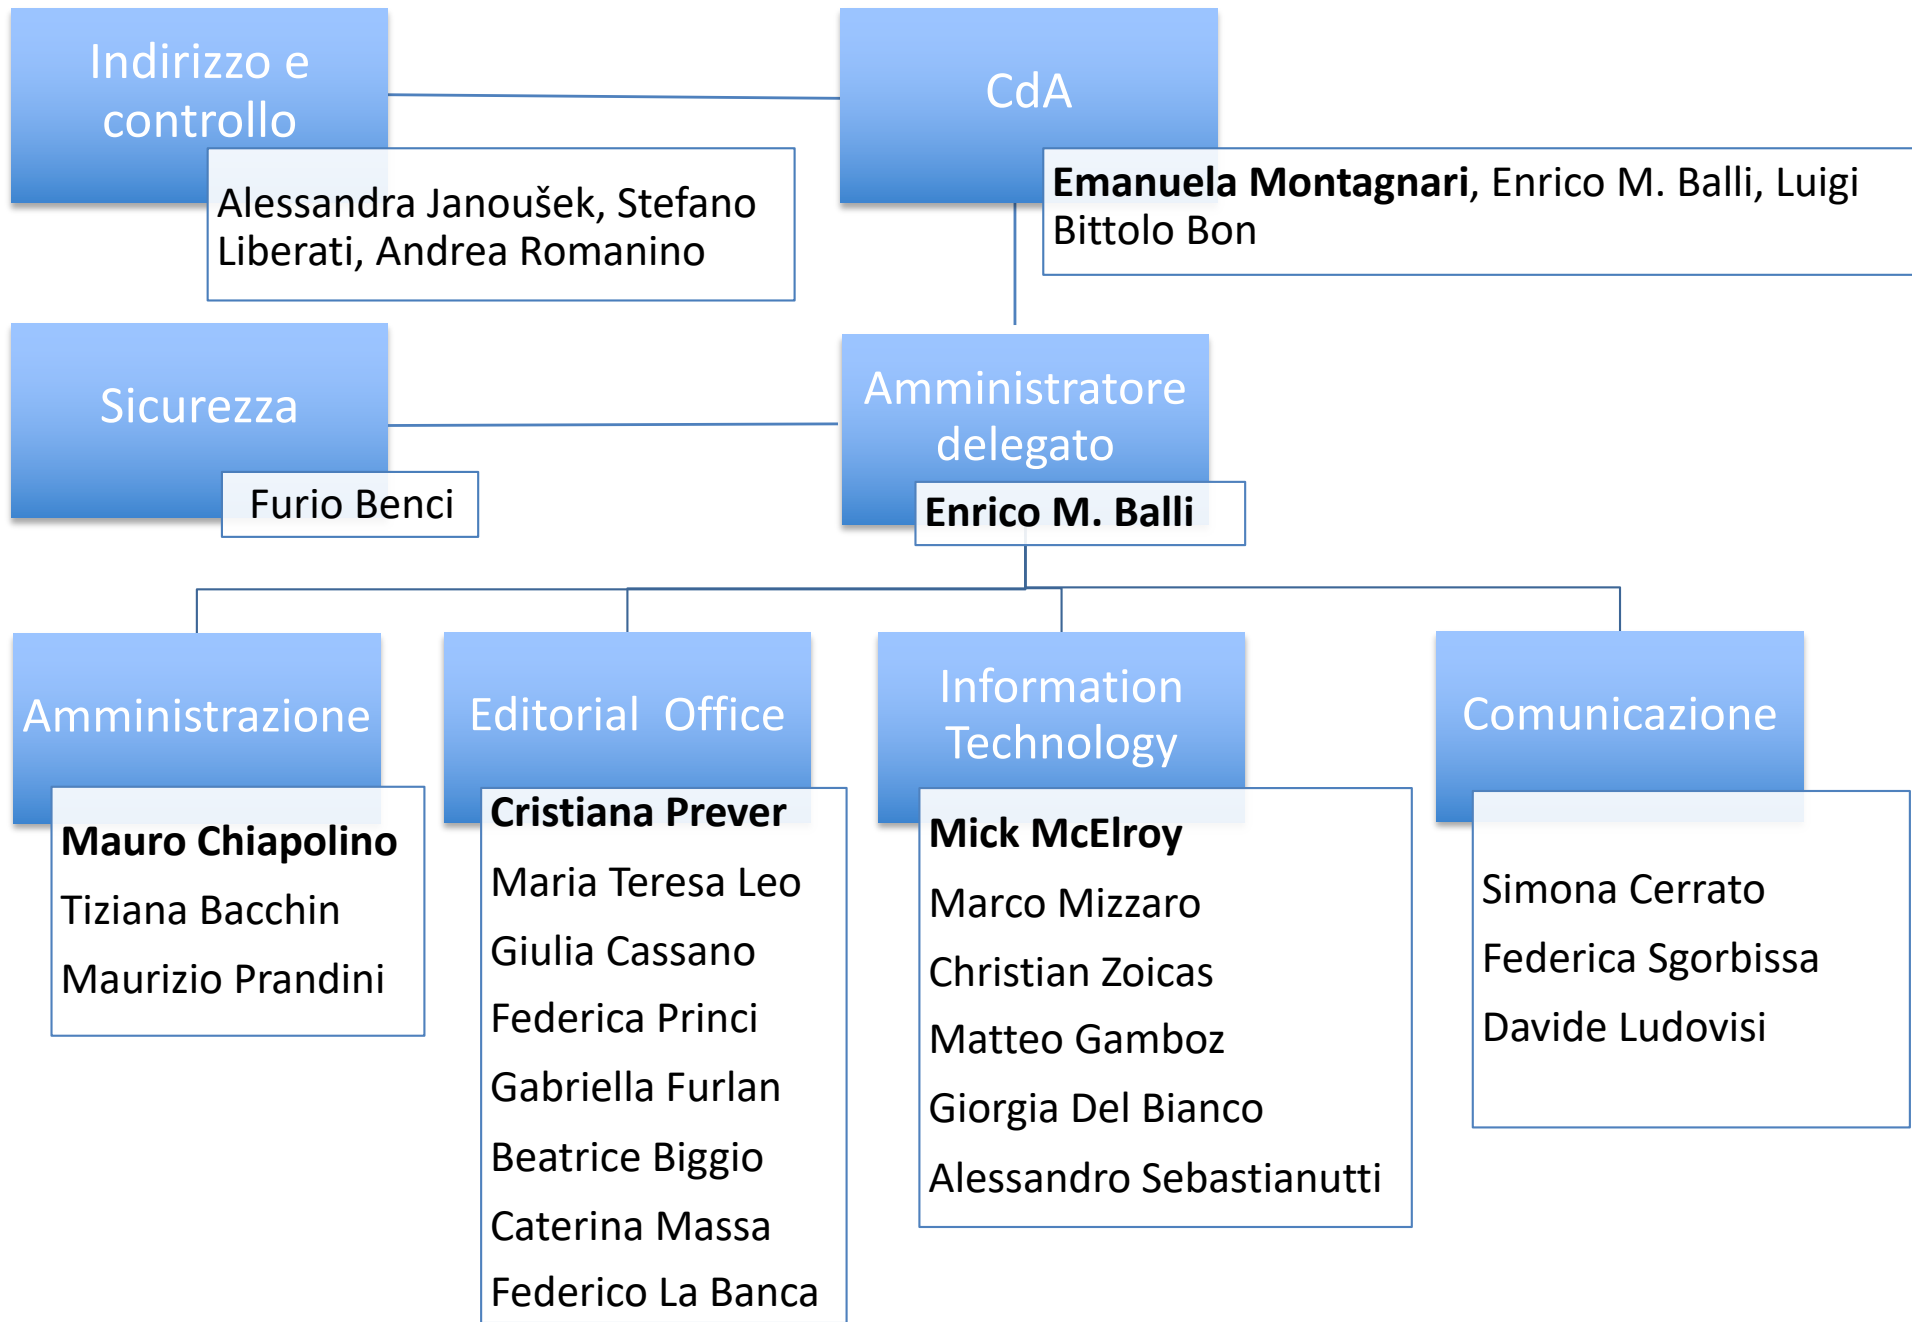 Indirizzo e
controllo
Alessandra Janoušek, Stefano
Liberati, Andrea Romanino
CdA
Emanuela Montagnari, Enrico M. Balli, Luigi
Bittolo Bon
Sicurezza
Furio Benci
Amministratore
delegato
Enrico M. Balli
Amministrazione
Mauro Chiapolino
Tiziana Bacchin
Maurizio Prandini
Editorial Office
Cristiana Prever
Maria Teresa Leo
Giulia Cassano
Federica Princi
Gabriella Furlan
Beatrice Biggio
Caterina Massa
Federico La Banca
Information
Technology
Mick McElroy
Marco Mizzaro
Christian Zoicas
Matteo Gamboz
Giorgia Del Bianco
Alessandro Sebastianutti
Comunicazione
Simona Cerrato
Federica Sgorbissa
Davide Ludovisi